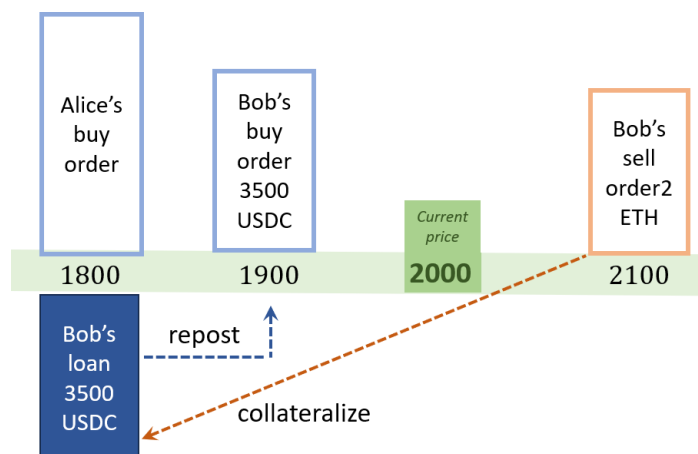 Alice's
buy
order
Bob's
buy
order
3500
USDC
Current
price
Bob's
sell
order2
ETH
1800
1900
2000
2100
Bob's
loan
3500
USDC
repost
collateralize